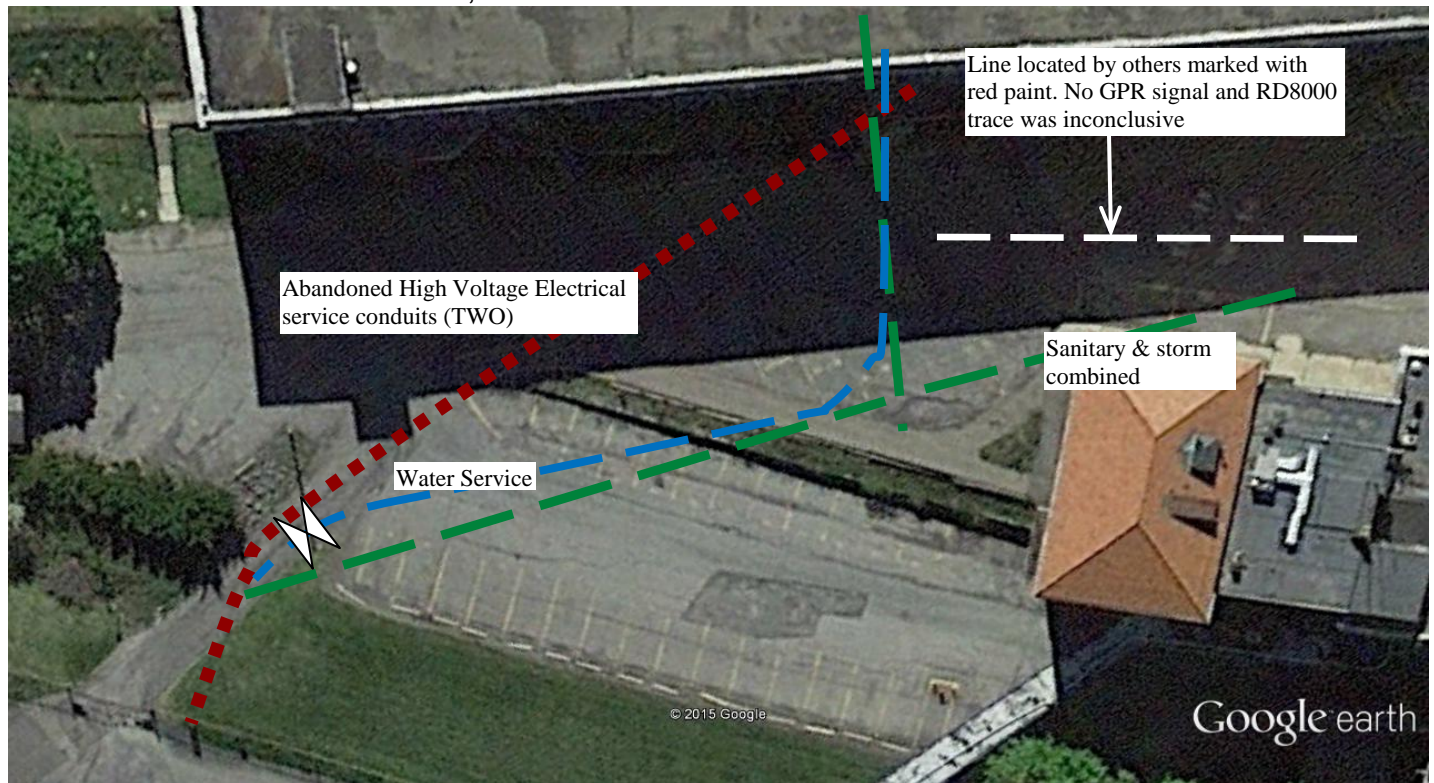 Line located by others marked with
red paint. No GPR signal and RD8000
trace was inconclusive
Abandoned High Voltage Electrical
service conduits (TWO)
Sanitary & storm
combined
Water Service
© 2015 Google
Google earth